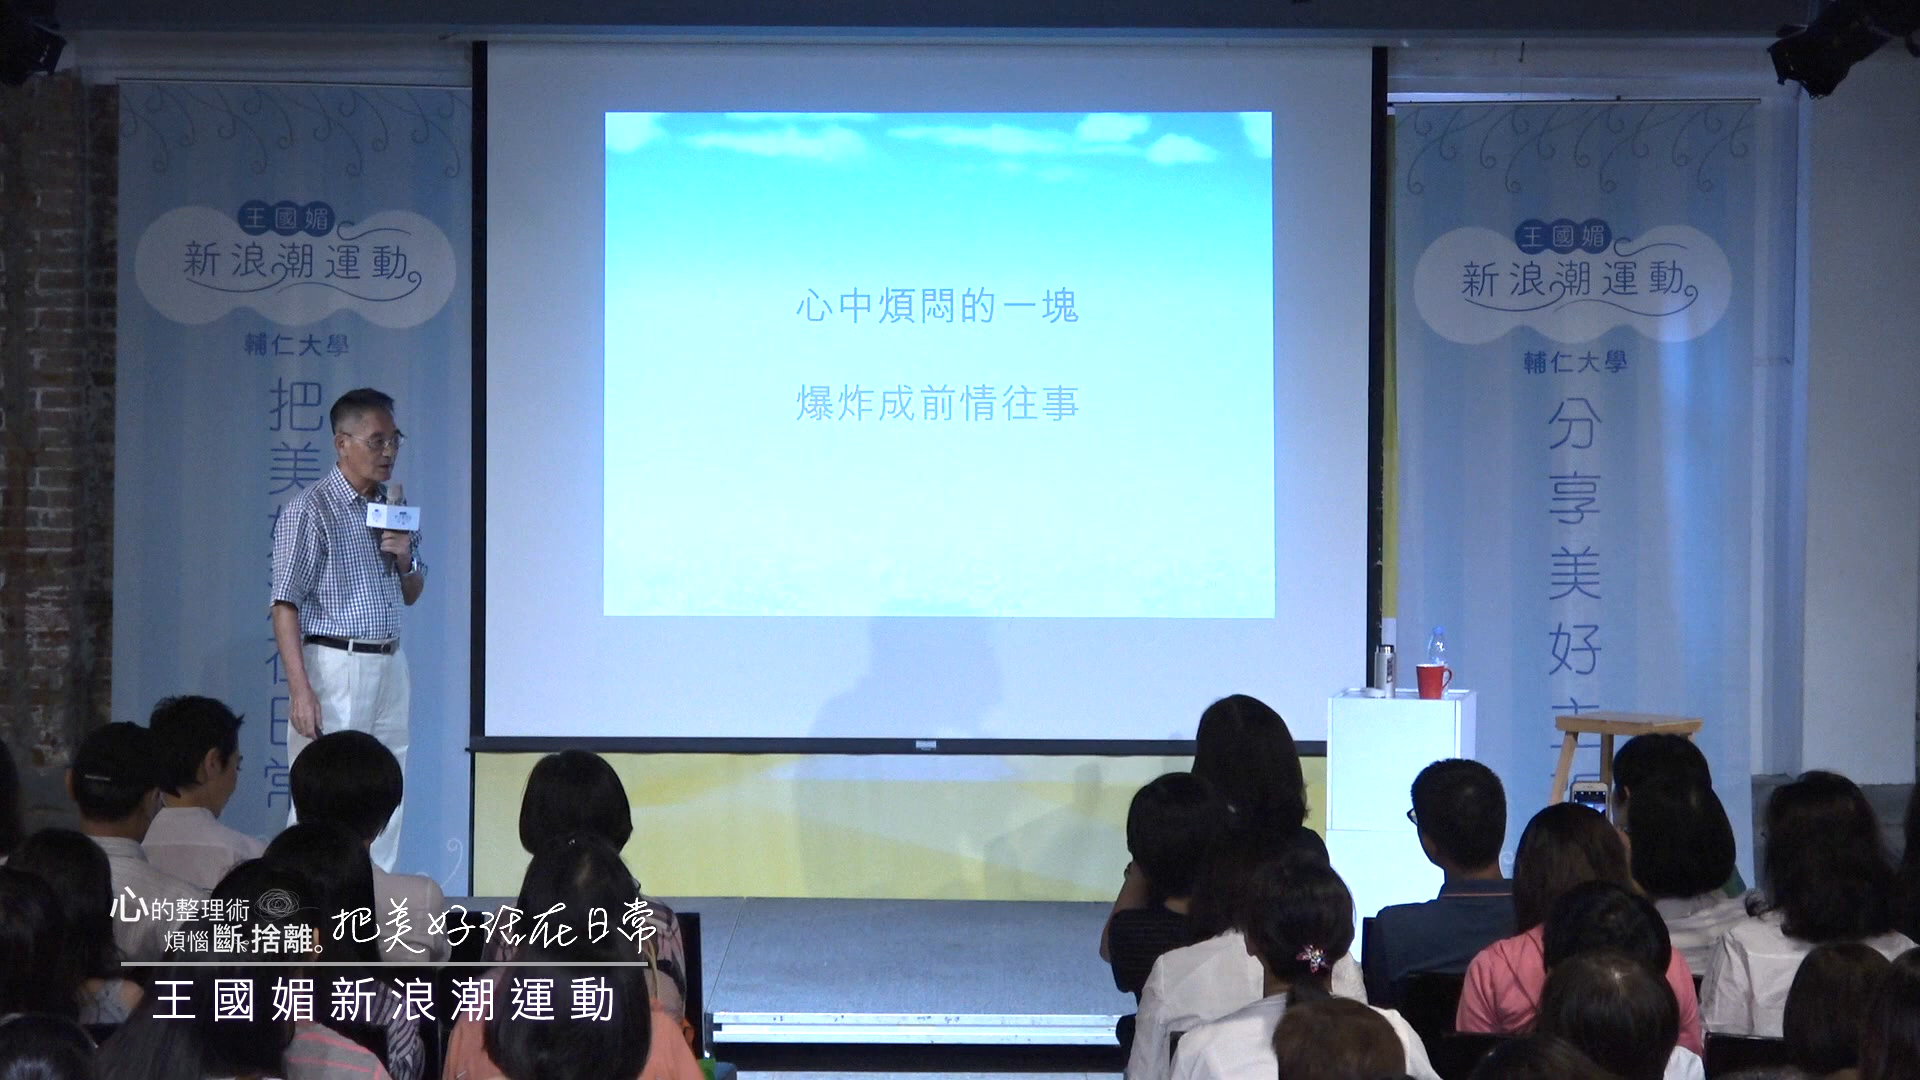 王國媚
新浪潮運動
輔仁大學
把美
日常
心中煩悶的一塊
爆炸成前情往事
王國媚
新浪潮運動
輔仁大學
分享美好
心的整理術
煩惱斷捨離。
把美好活在日常
王國媚新浪潮運動